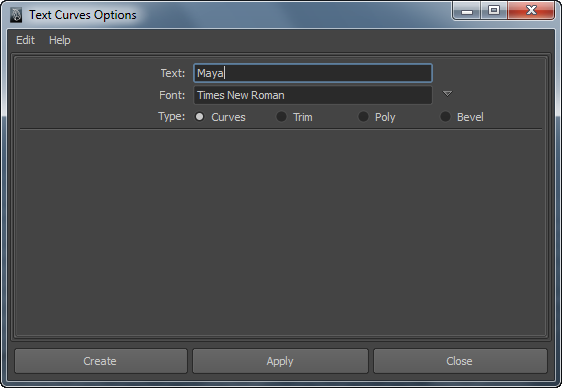 Text Curves Options
Edit Help
Text: Maya
Font: Times New Roman
Type: Curves Trim Poly Bevel
Create Apply Close